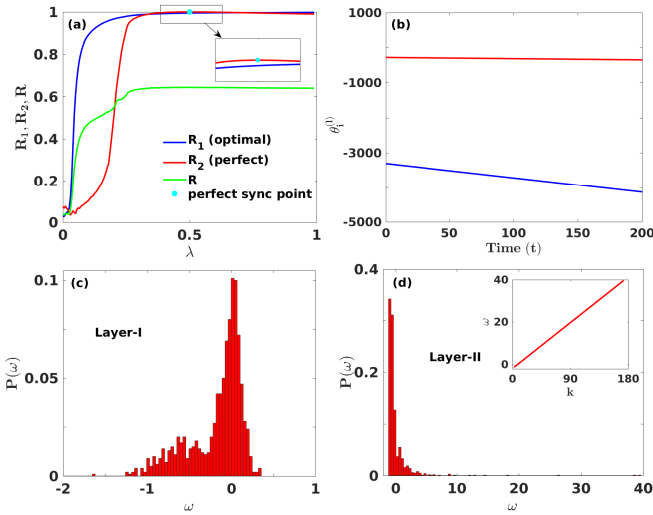 (a)
R₁, R₂, R
1
0.8
0.6
0.4
0.2
0
R₁ (optimal)
R₂ (perfect)
R
perfect sync point
0 0.5 1
λ
(b)
θᵢ⁽ˡ⁾
1000
-1000
-3000
-5000
0 50 100 150 200
Time (t)
(c)
Layer-I
P(ω)
0.1
0.05
0
-2 -1 0 1
ω
(d)
Layer-II
P(ω)
0.4
0.2
0
0 10 20 30 40
ω
ω
40
20
0
0 90 180
k